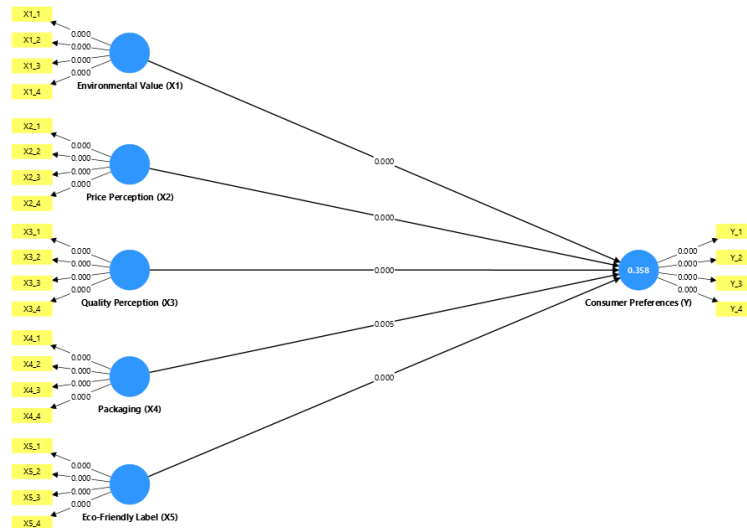 X1_1
0.000
X1_2
0.000
X1_3
0.000
X1_4
0.000
Environmental Value (X1)
0.000
X2_1
0.000
X2_2
0.000
X2_3
0.000
X2_4
0.000
Price Perception (X2)
0.000
X3_1
0.000
X3_2
0.000
X3_3
0.000
X3_4
0.000
Quality Perception (X3)
0.000
X4_1
0.000
X4_2
0.000
X4_3
0.000
X4_4
0.000
Packaging (X4)
0.005
X5_1
0.000
X5_2
0.000
X5_3
0.000
X5_4
0.000
Eco-Friendly Label (X5)
0.000
0.358
Consumer Preferences (Y)
0.000
Y_1
0.000
Y_2
0.000
Y_3
0.000
Y_4